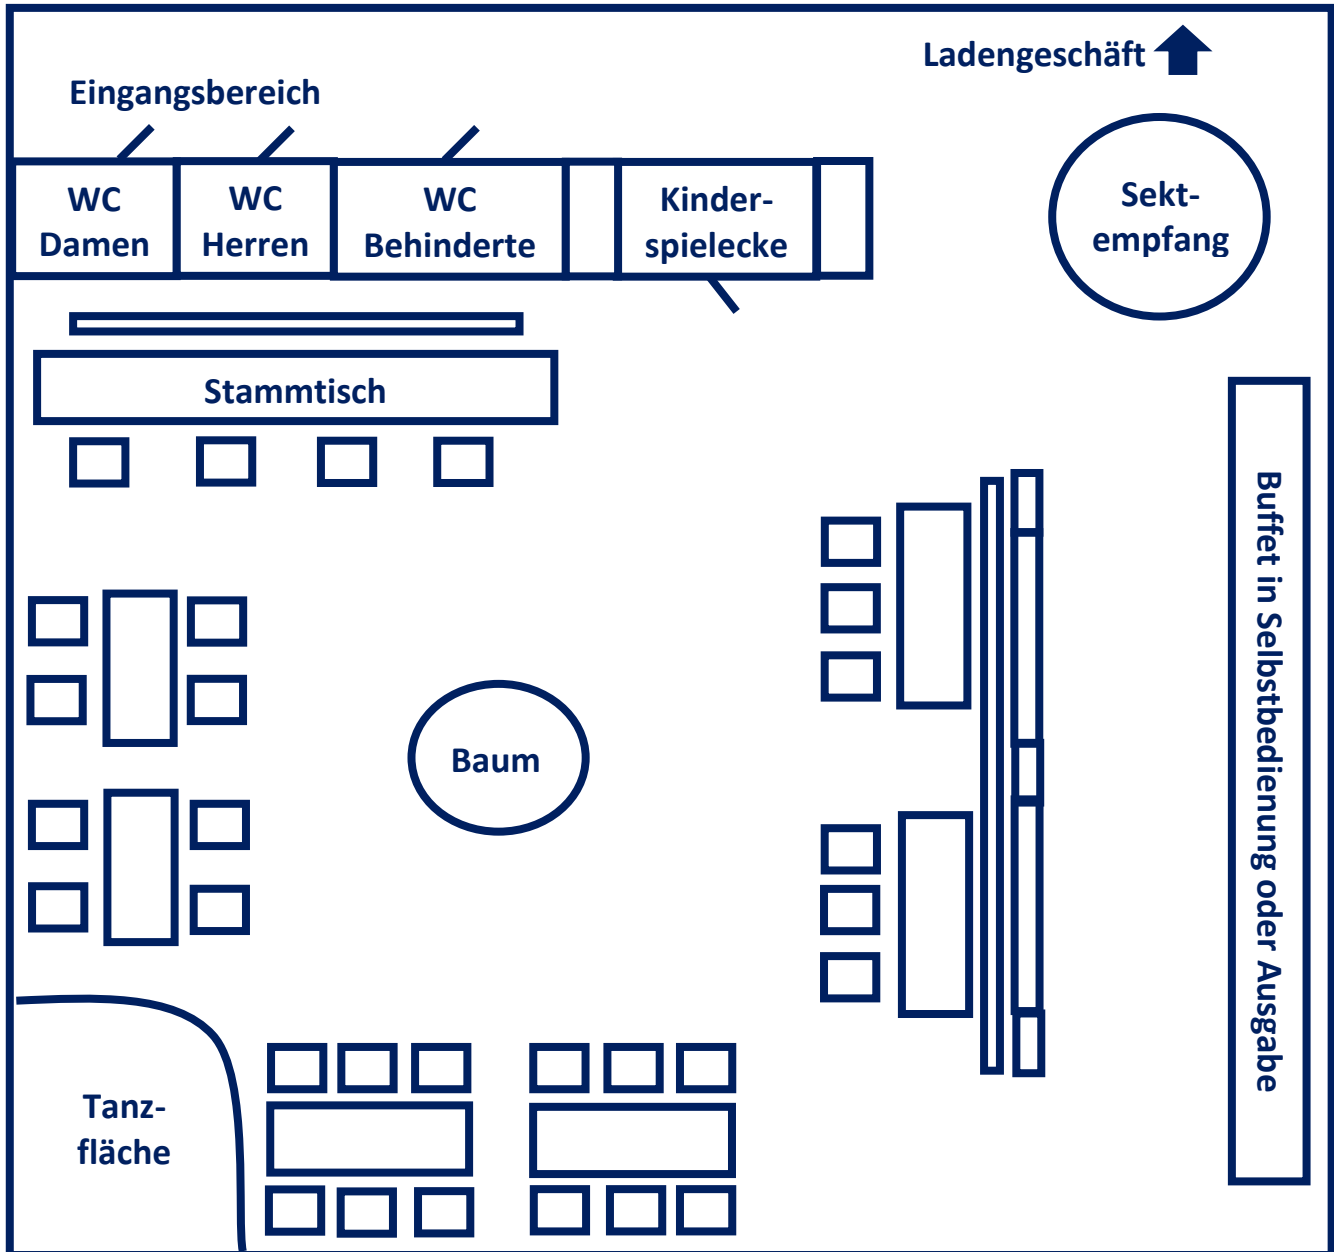 Ladengeschäft
Eingangsbereich
WC
Damen
WC
Herren
WC
Behinderte
Kinder-
spielecke
Sekt-
empfang
Stammtisch
Buffet in Selbstbedienung oder Ausgabe
Baum
Tanz-
fläche